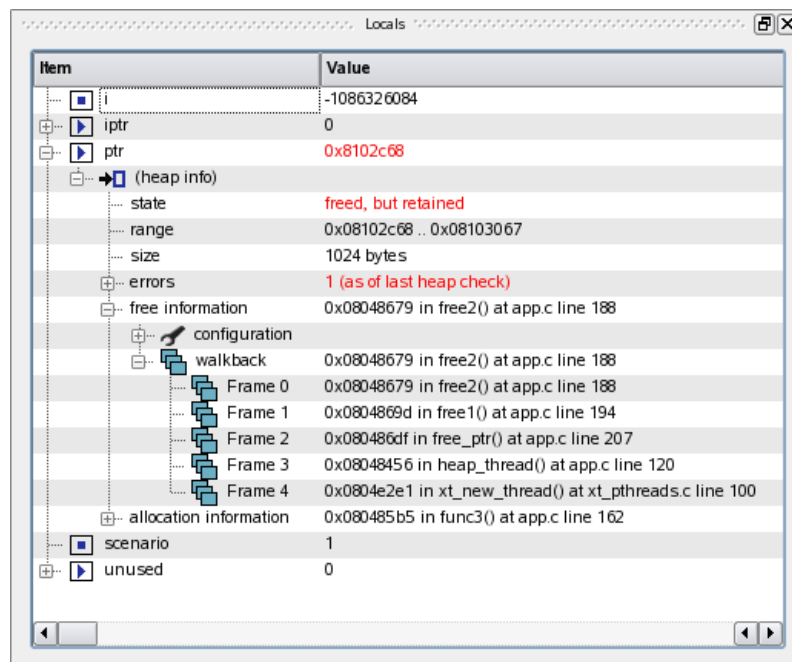 Locals
Item Value
i -1086326084
iptr 0
ptr 0x8102c68
(heap info)
state freed, but retained
range 0x08102c68 .. 0x08103067
size 1024 bytes
errors 1 (as of last heap check)
free information 0x08048679 in free2() at app.c line 188
configuration
walkback 0x08048679 in free2() at app.c line 188
Frame 0 0x08048679 in free2() at app.c line 188
Frame 1 0x0804869d in free1() at app.c line 194
Frame 2 0x080486df in free_ptr() at app.c line 207
Frame 3 0x08048456 in heap_thread() at app.c line 120
Frame 4 0x0804e2e1 in xt_new_thread() at xt_pthreads.c line 100
allocation information 0x080485b5 in func3() at app.c line 162
scenario 1
unused 0